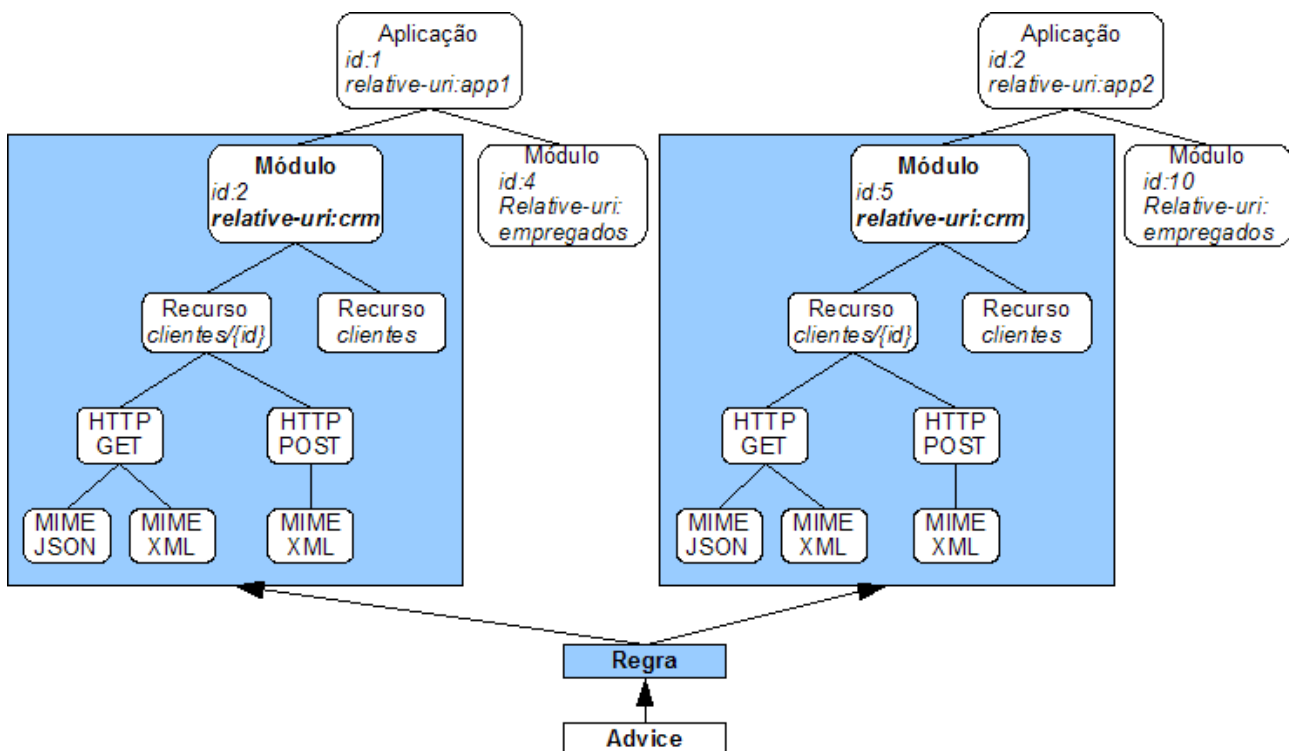 Aplicação
id:1
relative-uri:app1
Aplicação
id:2
relative-uri:app2
Módulo
id:2
relative-uri:crm
Módulo
id:4
Relative-uri:
empregados
Módulo
id:5
relative-uri:crm
Módulo
id:10
Relative-uri:
empregados
Recurso
clientes/{id}
Recurso
clientes
Recurso
clientes/{id}
Recurso
clientes
HTTP
GET
HTTP
POST
HTTP
GET
HTTP
POST
MIME
JSON
MIME
XML
MIME
XML
MIME
JSON
MIME
XML
MIME
XML
Regra
Advice